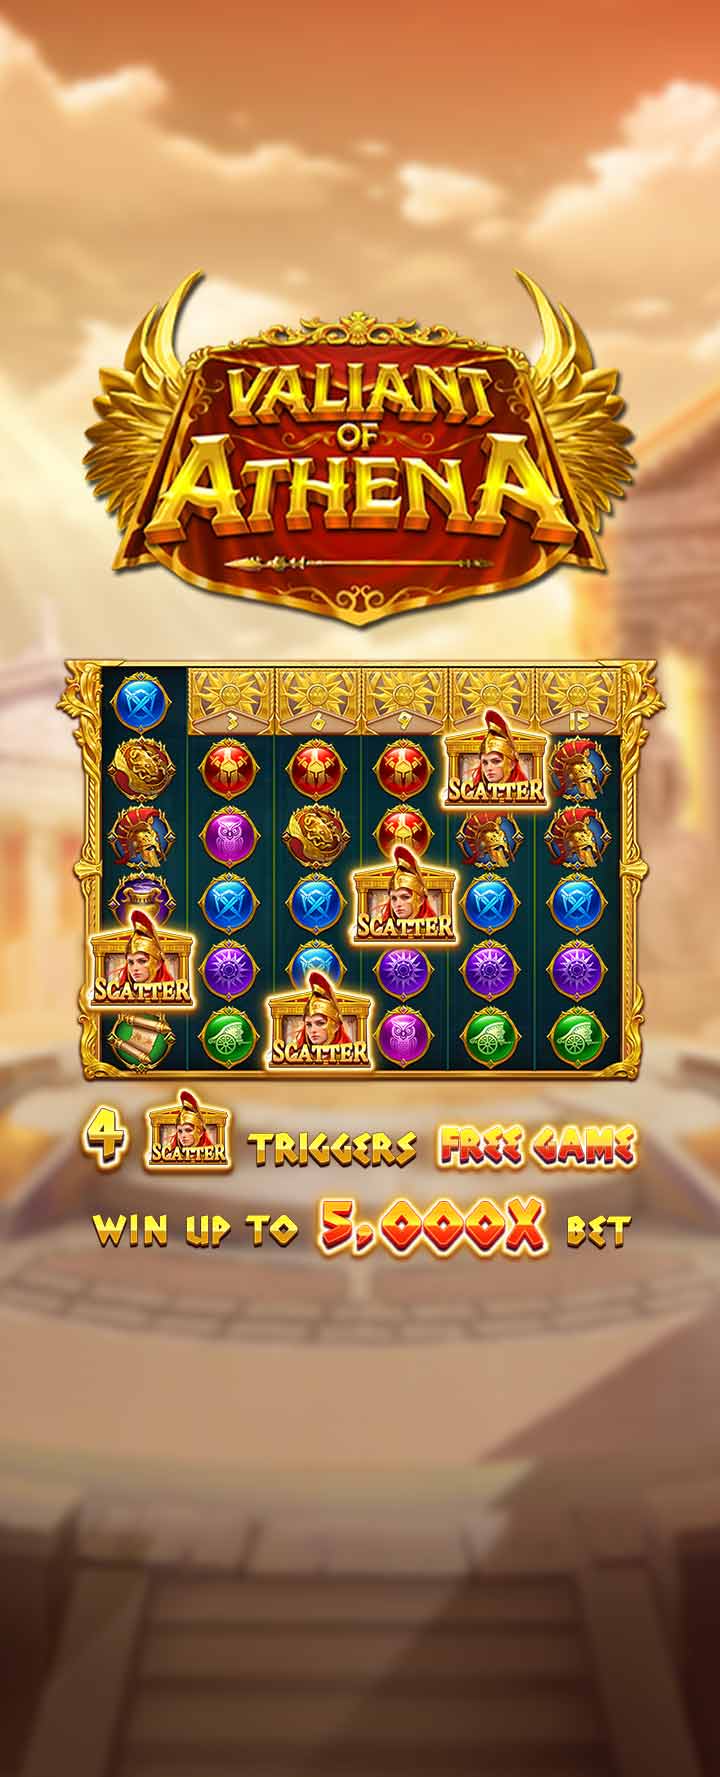 VALIANT
OF
ATHENA
3 6 9 15
SCATTER
SCATTER
SCATTER
SCATTER
4 SCATTER TRIGGERS FREE GAME
WIN UP TO 5,000X BET